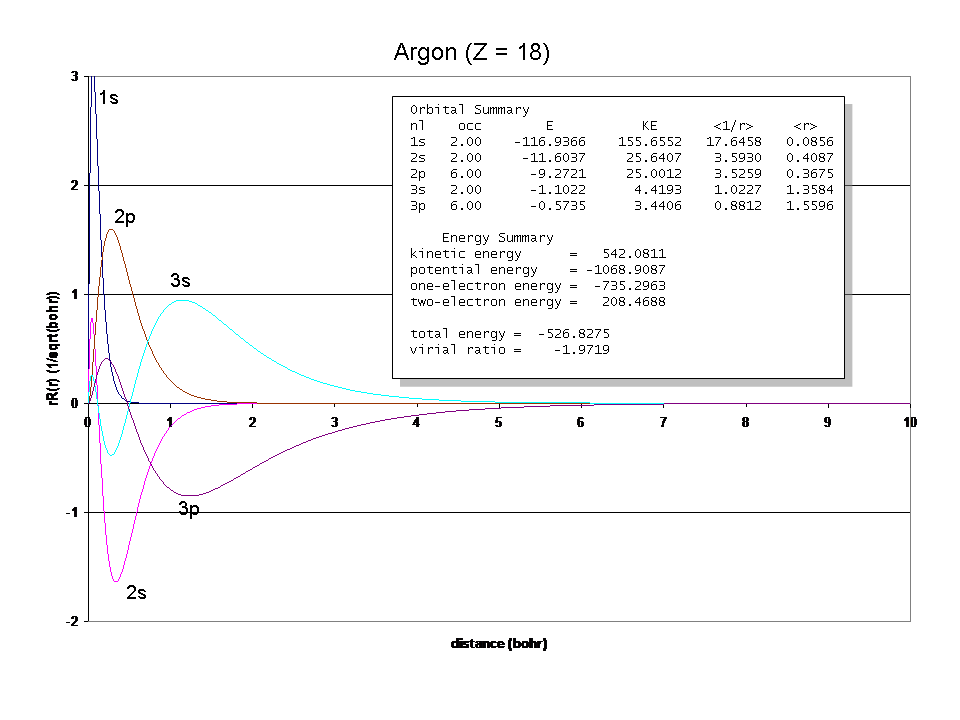 Argon (Z = 18)
3
1s
Orbital Summary
nl occ E KE <1/r> <r>
1s 2.00 -116.9366 155.6552 17.6458 0.0856
2s 2.00 -11.6037 25.6407 3.5930 0.4087
2p 6.00 -9.2721 25.0012 3.5259 0.3675
3s 2.00 -1.1022 4.4193 1.0227 1.3584
3p 6.00 -0.5735 3.4406 0.8812 1.5596
Energy Summary
kinetic energy = 542.0811
potential energy = -1068.9087
one-electron energy = -735.2963
two-electron energy = 208.4688
total energy = -526.8275
virial ratio = -1.9719
2
2p
3s
1
rR(r) (1/sqrt(bohr))
0
0 1 2 3 4 5 6 7 8 9 10
3p
-1
2s
-2
distance (bohr)